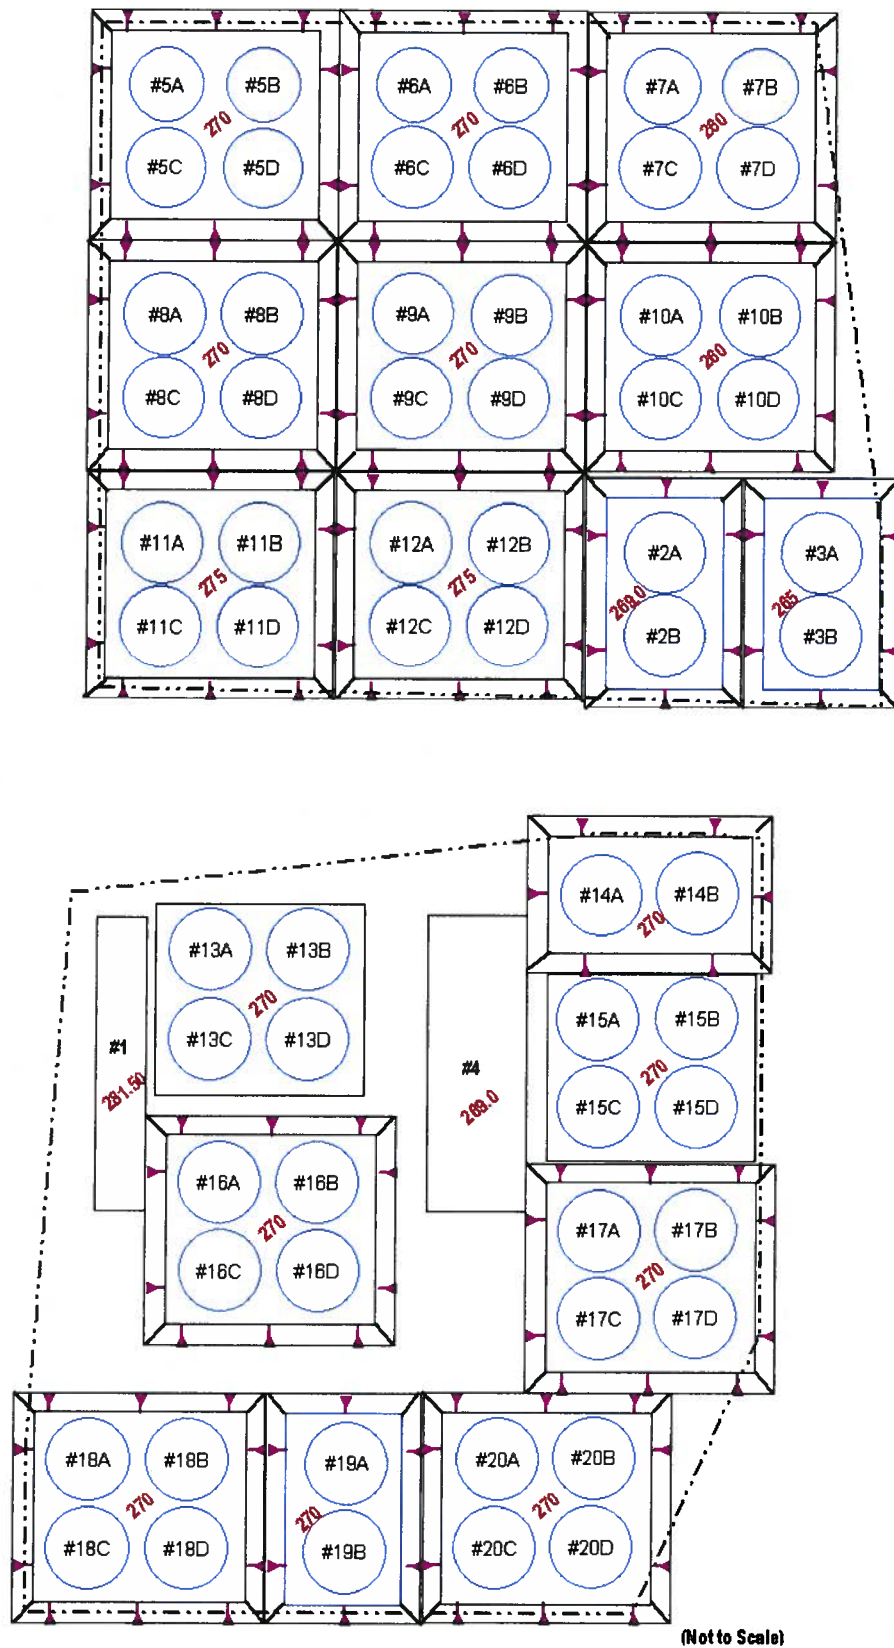 #5A #5B #6A #6B #7A #7B
270 270 260
#5C #5D #6C #6D #7C #7D
#8A #8B #9A #9B #10A #10B
270 270 260
#8C #8D #9C #9D #10C #10D
#11A #11B #12A #12B #2A #3A
275 275 269.0 265
#11C #11D #12C #12D #2B #3B
#14A #14B
270
#13A #13B
270
#13C #13D
#15A #15B
270
#15C #15D
#1
281.50
#4
269.0
#16A #16B
270
#16C #16D
#17A #17B
270
#17C #17D
#18A #18B #19A #20A #20B
270 270 270
#18C #18D #19B #20C #20D
(Not to Scale)